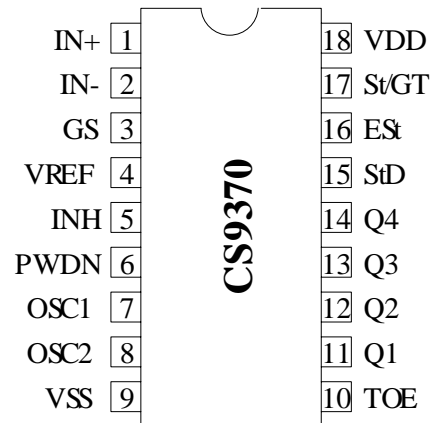 IN+ 1 18 VDD
IN- 2 17 St/GT
GS 3 16 ESt
VREF 4 15 StD
INH 5 14 Q4
PWDN 6 13 Q3
OSC1 7 12 Q2
OSC2 8 11 Q1
VSS 9 10 TOE
CS9370